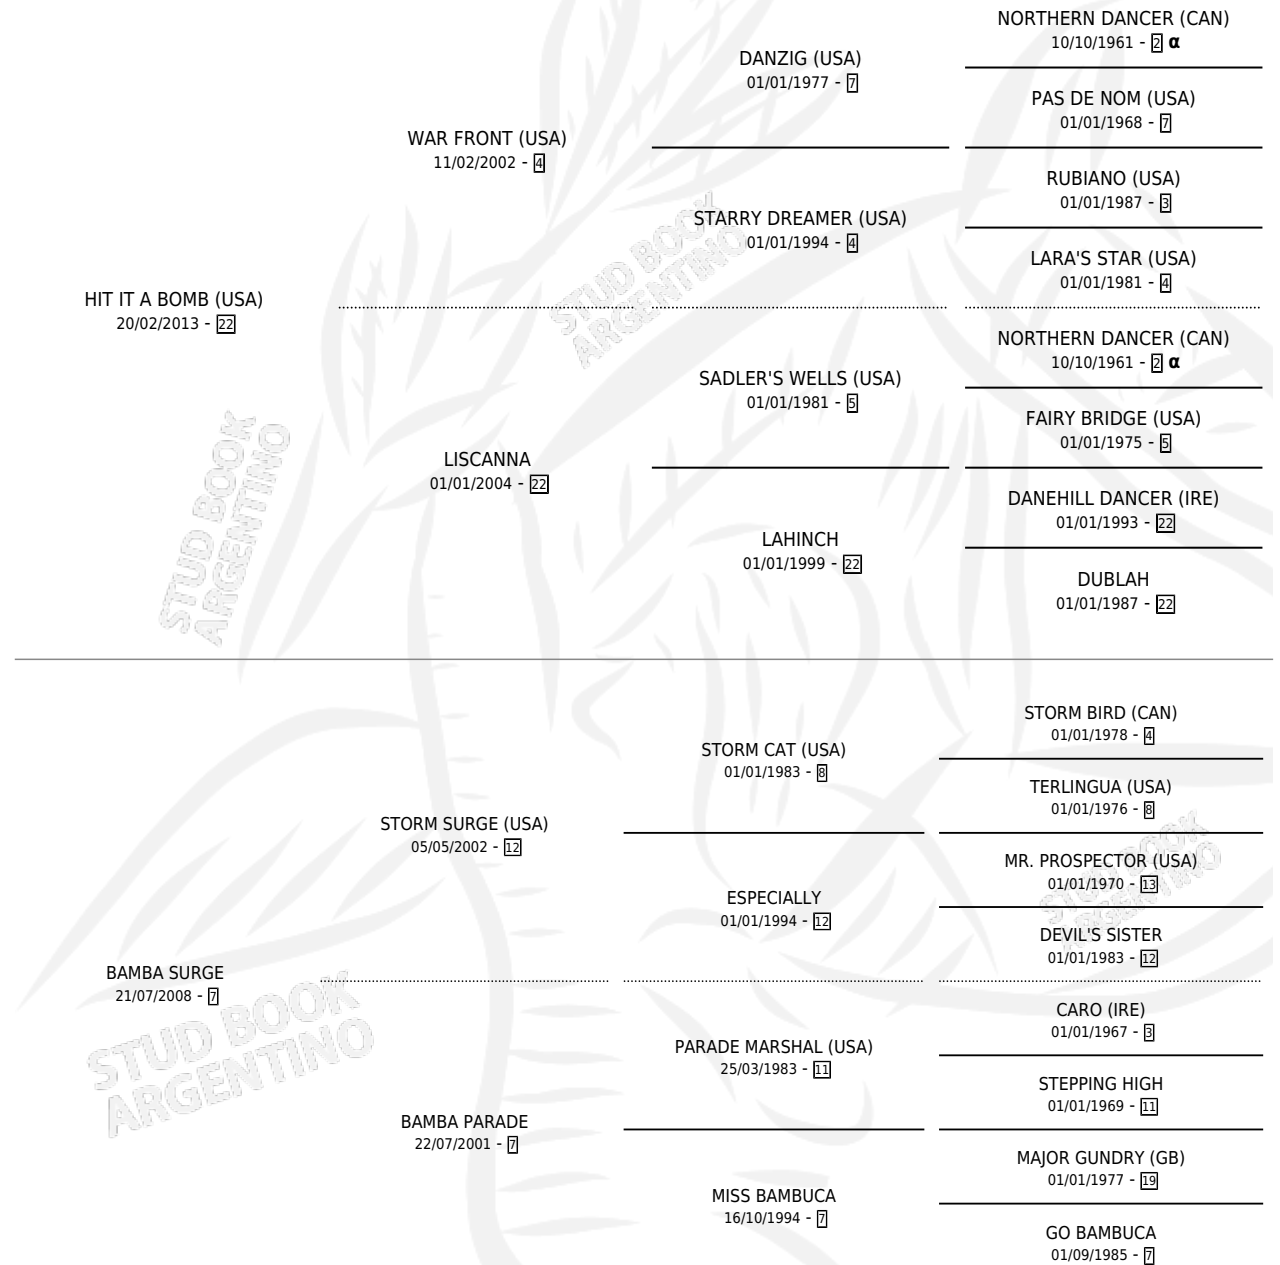 NORTHERN DANCER (CAN)
10/10/1961 - 2 α
DANZIG (USA)
01/01/1977 - 7
PAS DE NOM (USA)
01/01/1968 - 7
WAR FRONT (USA)
11/02/2002 - 4
RUBIANO (USA)
01/01/1987 - 3
STARRY DREAMER (USA)
01/01/1994 - 4
LARA'S STAR (USA)
01/01/1981 - 4
HIT IT A BOMB (USA)
20/02/2013 - 22
NORTHERN DANCER (CAN)
10/10/1961 - 2 α
SADLER'S WELLS (USA)
01/01/1981 - 5
FAIRY BRIDGE (USA)
01/01/1975 - 5
LISCANNA
01/01/2004 - 22
DANEHILL DANCER (IRE)
01/01/1993 - 22
LAHINCH
01/01/1999 - 22
DUBLAH
01/01/1987 - 22
STORM BIRD (CAN)
01/01/1978 - 4
STORM CAT (USA)
01/01/1983 - 8
TERLINGUA (USA)
01/01/1976 - 8
STORM SURGE (USA)
05/05/2002 - 12
MR. PROSPECTOR (USA)
01/01/1970 - 13
ESPECIALLY
01/01/1994 - 12
DEVIL'S SISTER
01/01/1983 - 12
BAMBA SURGE
21/07/2008 - 7
CARO (IRE)
01/01/1967 - 3
PARADE MARSHAL (USA)
25/03/1983 - 11
STEPPING HIGH
01/01/1969 - 11
BAMBA PARADE
22/07/2001 - 7
MAJOR GUNDRY (GB)
01/01/1977 - 19
MISS BAMBUCA
16/10/1994 - 7
GO BAMBUCA
01/09/1985 - 7
STUD BOOK
ARGENTINO
STUD BOOK
ARGENTINO
STUD BOOK
ARGENTINO
STUD BOOK
ARGENTINO